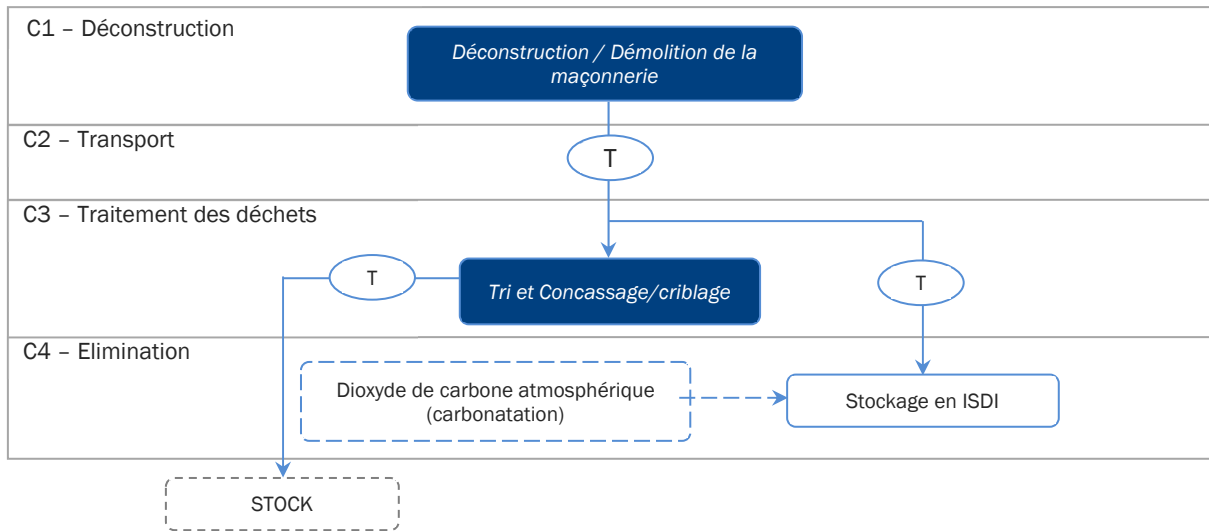 C1 – Déconstruction
Déconstruction / Démolition de la
maçonnerie
C2 – Transport
T
C3 – Traitement des déchets
T
Tri et Concassage/criblage
T
C4 – Elimination
Dioxyde de carbone atmosphérique
(carbonatation)
Stockage en ISDI
STOCK